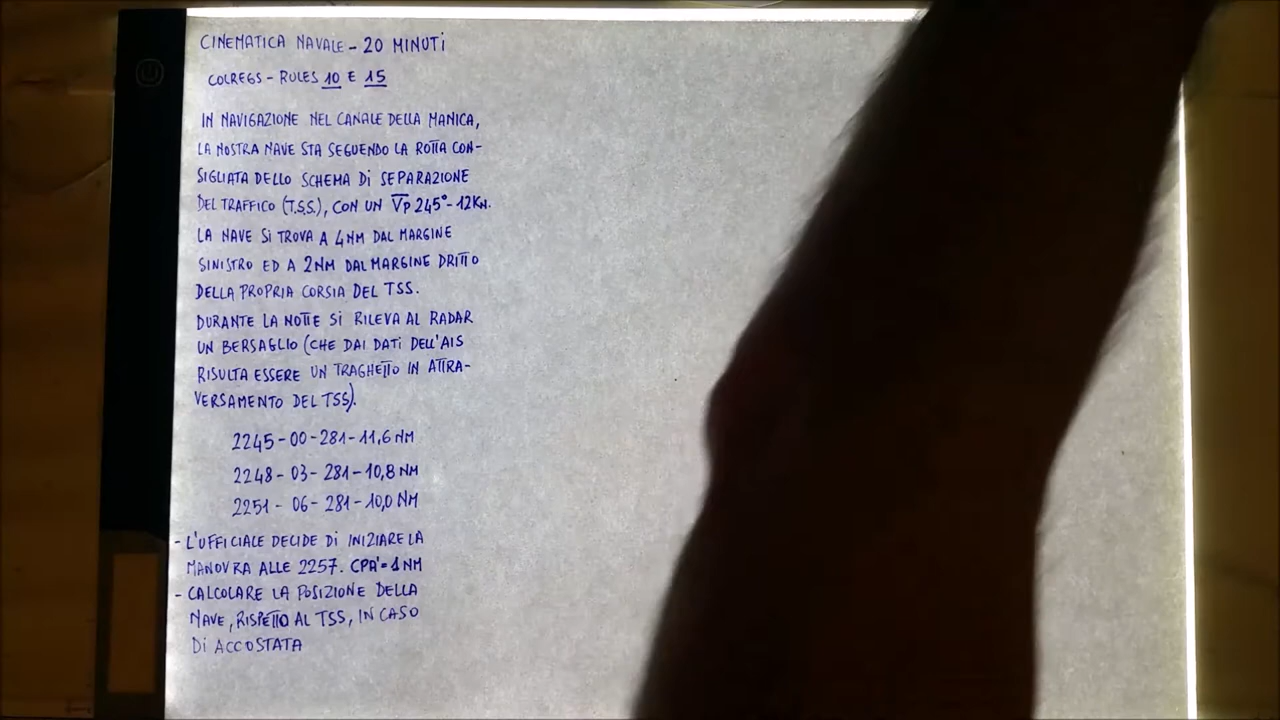 CINEMATICA NAVALE - 20 MINUTI
COLREGS - RULES 10 E 15
IN NAVIGAZIONE NEL CANALE DELLA MANICA,
LA NOSTRA NAVE STA SEGUENDO LA ROTTA CON-
SIGLIATA DELLO SCHEMA DI SEPARAZIONE
DEL TRAFFICO (T.S.S.), CON UN V̅P 245° - 12KN.
LA NAVE SI TROVA A 4NM DAL MARGINE
SINISTRO ED A 2NM DAL MARGINE DRITTO
DELLA PROPRIA CORSIA DEL TSS.
DURANTE LA NOTTE SI RILEVA AL RADAR
UN BERSAGLIO (CHE DAI DATI DELL'AIS
RISULTA ESSERE UN TRAGHETTO IN ATTRA-
VERSAMENTO DEL TSS).
2245-00-281-11,6 NM
2248 - 03 - 281 - 10,8 NM
2251 - 06 - 281 - 10,0 NM
- L'UFFICIALE DECIDE DI INIZIARE LA
MANOVRA ALLE 2257. CPA'= 1 NM
- CALCOLARE LA POSIZIONE DELLA
NAVE, RISPETTO AL TSS, IN CASO
DI ACCOSTATA